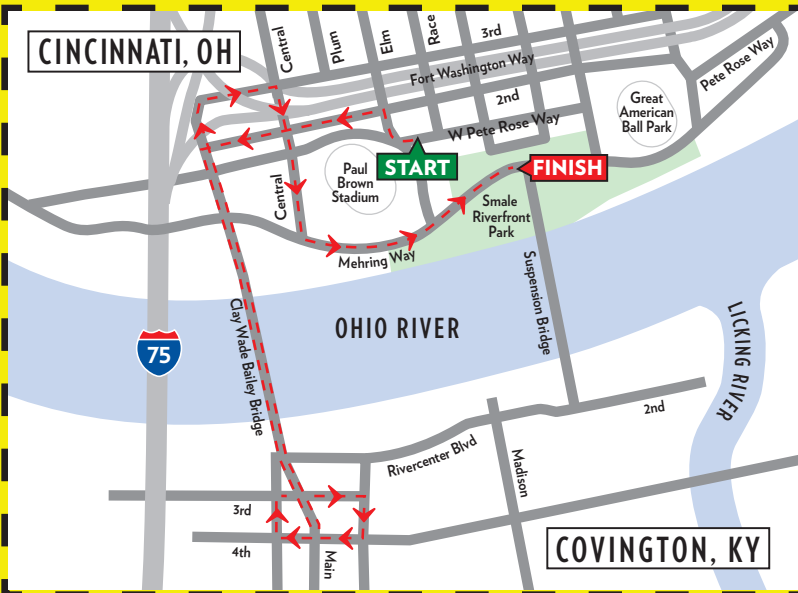 CINCINNATI, OH
Central
Plum
Elm
Race
3rd
Fort Washington Way
2nd
W Pete Rose Way
Pete Rose Way
Great
American
Ball Park
START
FINISH
Paul
Brown
Stadium
Central
Smale
Riverfront
Park
Mehring Way
Suspension Bridge
Clay Wade Bailey Bridge
OHIO RIVER
LICKING RIVER
75
2nd
Rivercenter Blvd
Madison
3rd
4th
Main
COVINGTON, KY